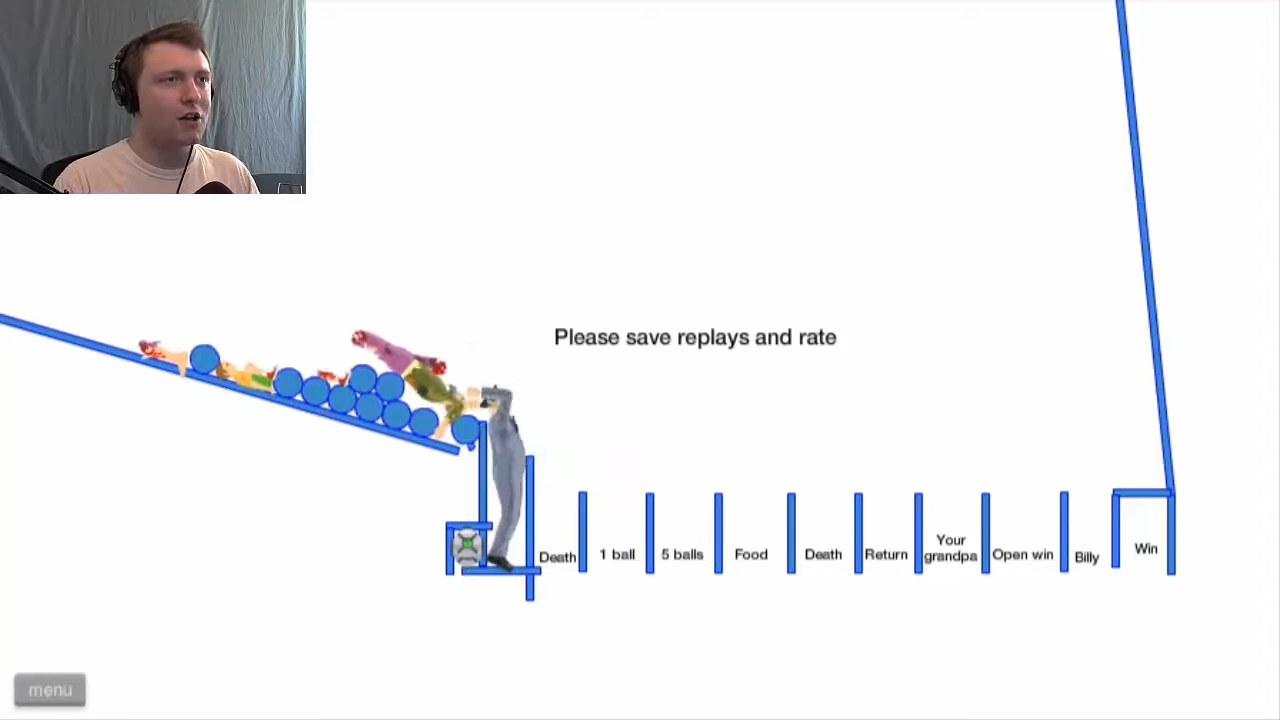 Please save replays and rate
Death
1 ball
5 balls
Food
Death
Return
Your
grandpa
Open win
Billy
Win
menu